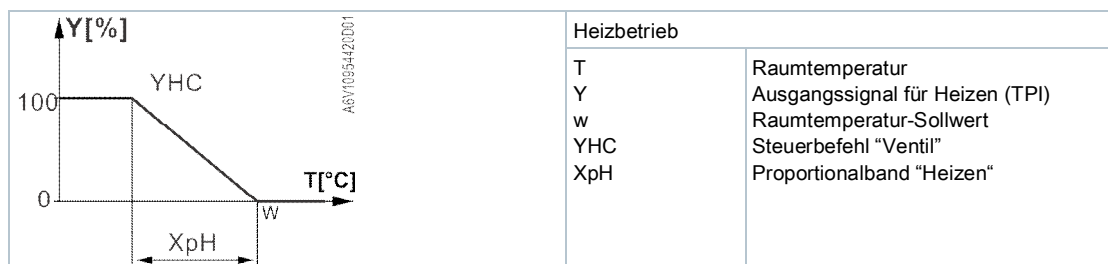 Y[%]
YHC
100
0
T[°C]
W
XpH
A6V10954420D01
Heizbetrieb
T Raumtemperatur
Y Ausgangssignal für Heizen (TPI)
w Raumtemperatur-Sollwert
YHC Steuerbefehl “Ventil”
XpH Proportionalband “Heizen“